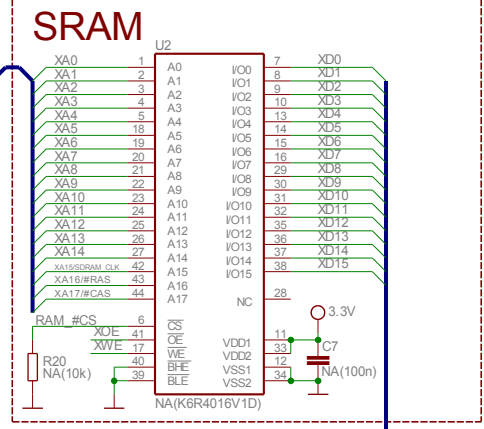 SRAM
U2
XA0 1 A0 I/O0 7 XD0
XA1 2 A1 I/O1 8 XD1
XA2 3 A2 I/O2 9 XD2
XA3 4 A3 I/O3 10 XD3
XA4 5 A4 I/O4 13 XD4
XA5 18 A5 I/O5 14 XD5
XA6 19 A6 I/O6 15 XD6
XA7 20 A7 I/O7 16 XD7
XA8 21 A8 I/O8 29 XD8
XA9 22 A9 I/O9 30 XD9
XA10 23 A10 I/O10 31 XD10
XA11 24 A11 I/O11 32 XD11
XA12 25 A12 I/O12 35 XD12
XA13 26 A13 I/O13 36 XD13
XA14 27 A14 I/O14 37 XD14
XA15/SDRAM_CLK 42 A15 I/O15 38 XD15
XA16/#RAS 43 A16
XA17/#CAS 44 A17
NC 28
3.3V
RAM_#CS 6 CS
XOE 41 OE VDD1 11
XWE 17 WE VDD2 33
C7
40 BHE VSS1 12
39 BLE VSS2 34
NA(100n)
R20
NA(10k)
NA(K6R4016V1D)